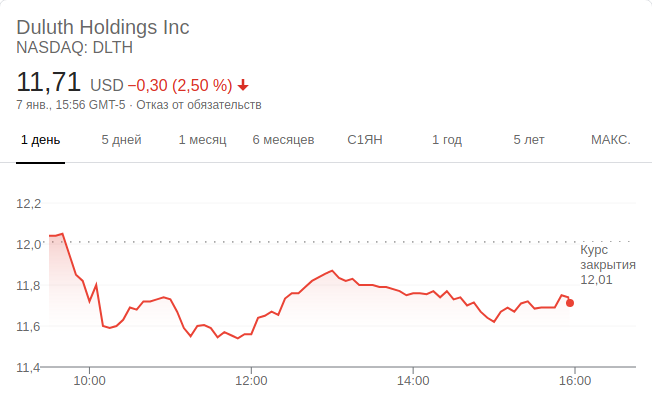 Duluth Holdings Inc
NASDAQ: DLTH
11,71 USD −0,30 (2,50 %)
7 янв., 15:56 GMT-5 · Отказ от обязательств
1 день 5 дней 1 месяц 6 месяцев С1ЯН 1 год 5 лет МАКС.
12,2
12,0
Курс
закрытия
12,01
11,8
11,6
11,4
10:00 12:00 14:00 16:00